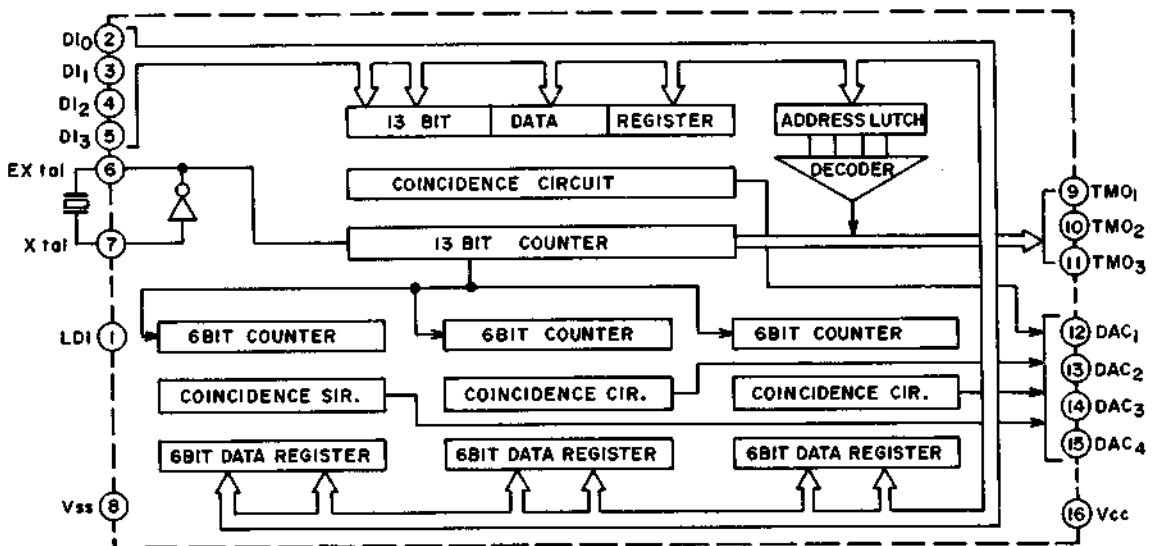 DI0 2
DI1 3
DI2 4
DI3 5
EX tal 6
X tal 7
LDI 1
Vss 8
13 BIT DATA REGISTER
ADDRESS LUTCH
DECODER
COINCIDENCE CIRCUIT
13 BIT COUNTER
9 TMO1
10 TMO2
11 TMO3
6BIT COUNTER
6BIT COUNTER
6BIT COUNTER
12 DAC1
13 DAC2
14 DAC3
15 DAC4
COINCIDENCE SIR.
COINCIDENCE CIR.
COINCIDENCE CIR.
6BIT DATA REGISTER
6BIT DATA REGISTER
6BIT DATA REGISTER
16 Vcc